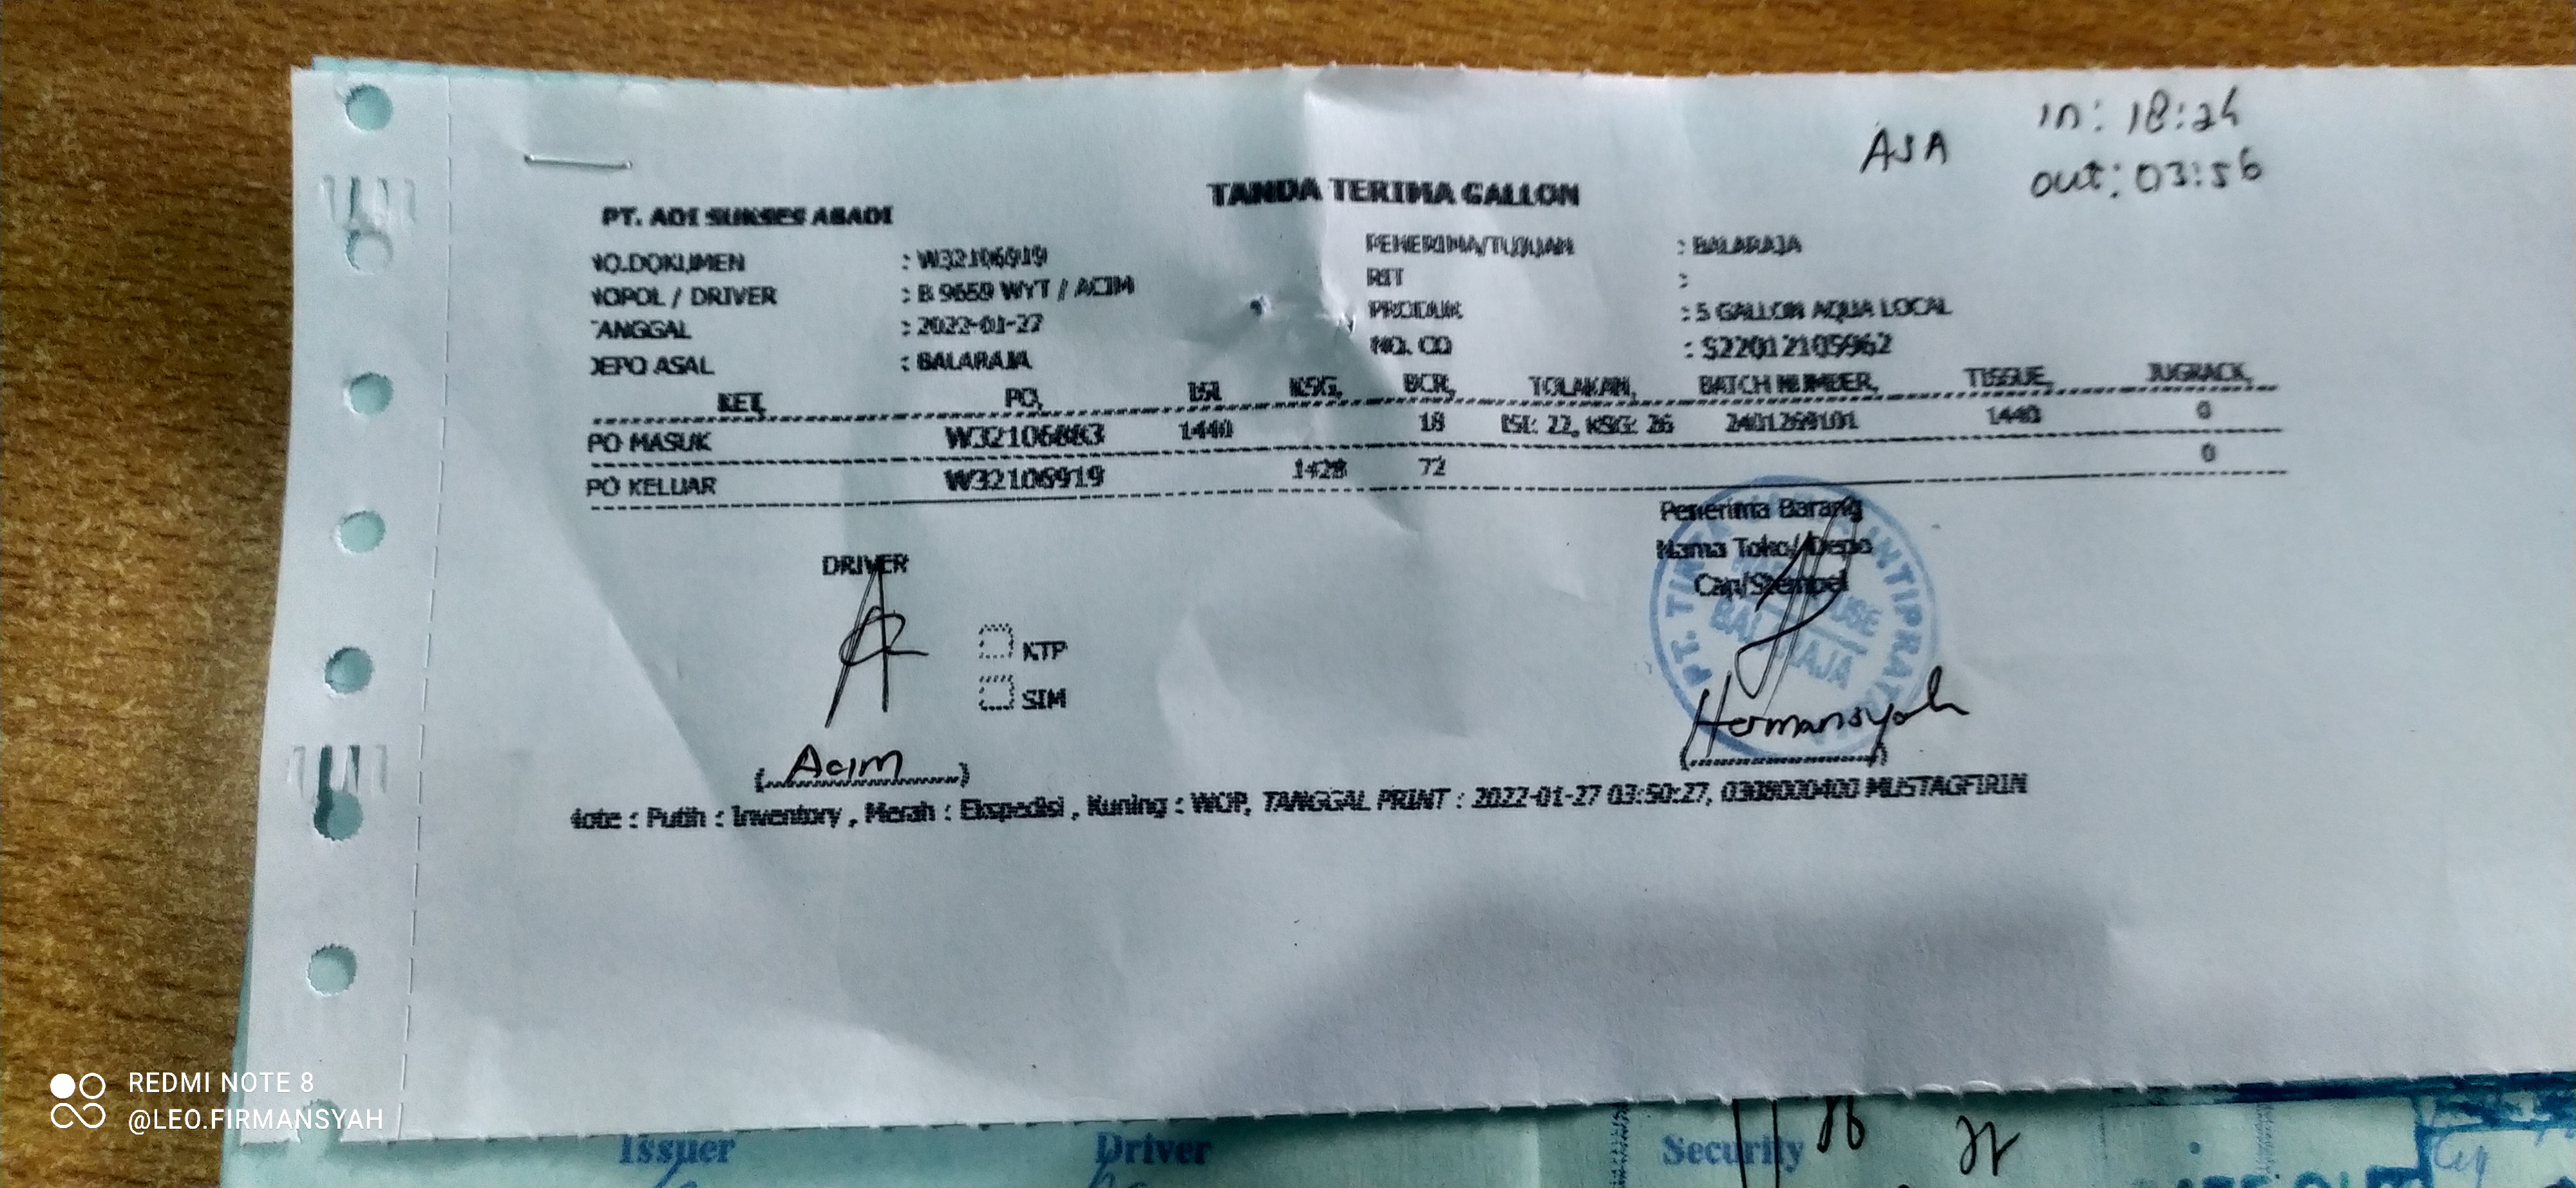 ASA
in: 18:24
out: 03:56
TANDA TERIMA GALLON
PT. ADI SUKSES ABADI
NO.DOKUMEN : W32106919 PENERIMA/TUJUAN : BALARAJA
NOPOL / DRIVER : B 9659 WYT / ACIM RIT :
TANGGAL : 2022-01-27 PRODUK : 5 GALLON AQUA LOCAL
DEPO ASAL : BALARAJA NO. CO : S22012105962
KET, PO, ISI KSG, BCR, TOLAKAN, BATCH NUMBER, TISSUE, JUGRACK,
PO MASUK W32106883 1440 18 ISI: 22, KSG: 26 2401269101 1440 0
PO KELUAR W32106919 1428 72 0
Penerima Barang
DRIVER Nama Toko/ Depo
Cap/Stempel
KTP
SIM
PT. WAREHOUSE BALARAJA
(Acim) (Hermansyah)
Note : Putih : Inventory , Merah : Ekspedisi , Kuning : WOP, TANGGAL PRINT : 2022-01-27 03:50:27, 0308000400 MUSTAGFIRIN
REDMI NOTE 8
@LEO.FIRMANSYAH
Issuer Driver Security